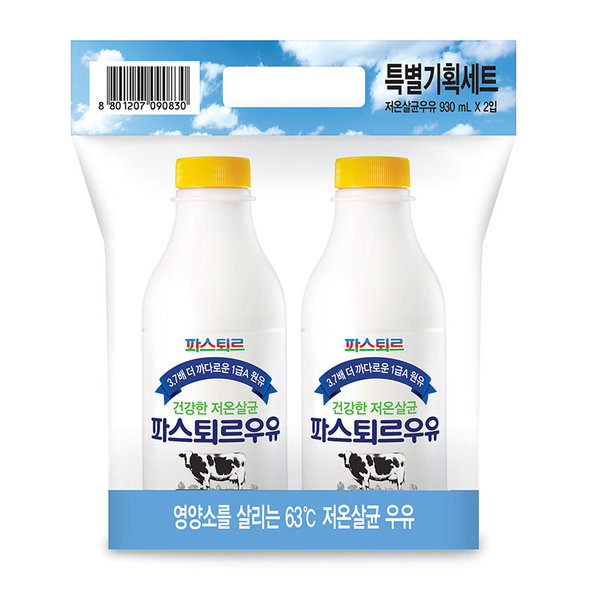 특별기획세트
저온살균우유 930 mL X 2입
8 801207 090830
파스퇴르
3.7배 더 까다로운 1급A 원유
건강한 저온살균
파스퇴르우유
파스퇴르
3.7배 더 까다로운 1급A 원유
건강한 저온살균
파스퇴르우유
영양소를 살리는 63℃ 저온살균 우유